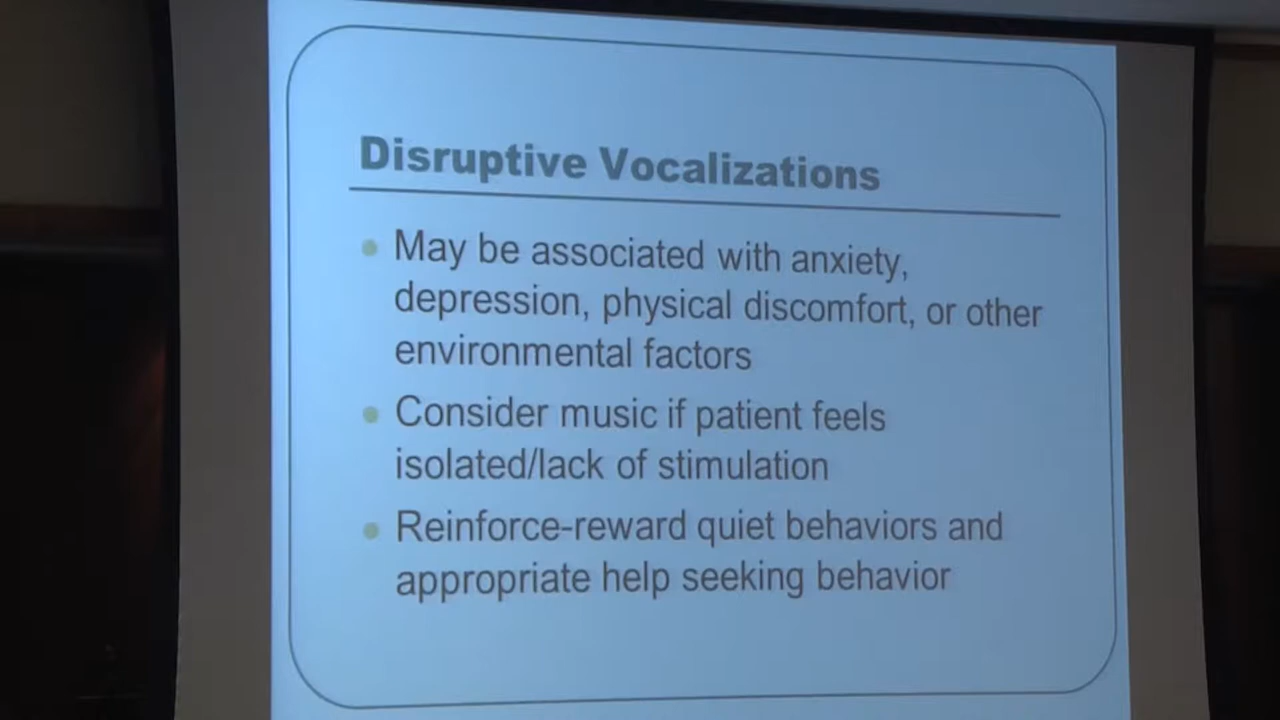 Disruptive Vocalizations
May be associated with anxiety,
depression, physical discomfort, or other
environmental factors
Consider music if patient feels
isolated/lack of stimulation
Reinforce-reward quiet behaviors and
appropriate help seeking behavior